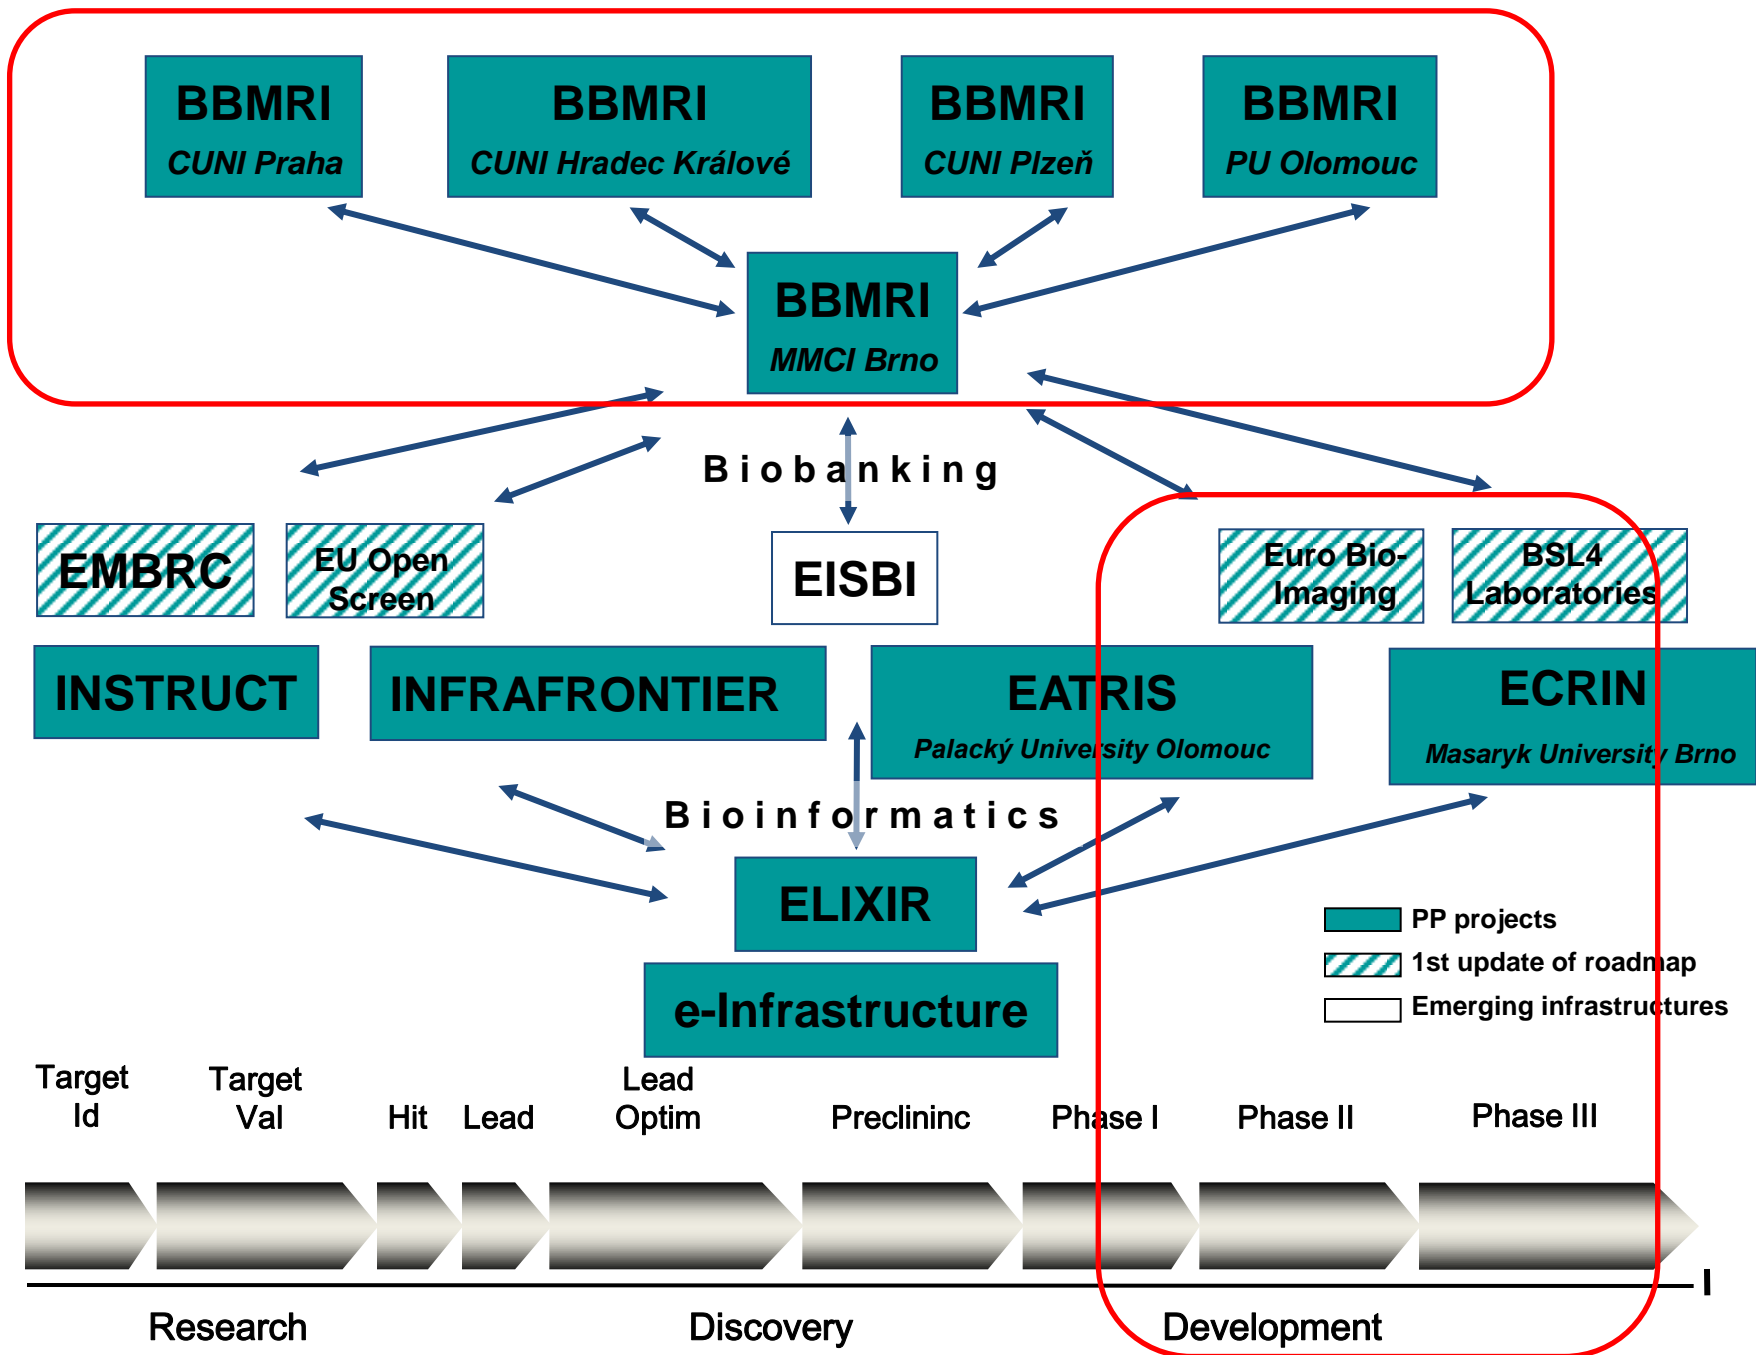 BBMRI
CUNI Praha
BBMRI
CUNI Hradec Králové
BBMRI
CUNI Plzeň
BBMRI
PU Olomouc
BBMRI
MMCI Brno
Biobanking
EMBRC
EU Open
Screen
EISBI
Euro Bio-
Imaging
BSL4
Laboratories
INSTRUCT
INFRAFRONTIER
EATRIS
Palacký University Olomouc
ECRIN
Masaryk University Brno
Bioinformatics
ELIXIR
e-Infrastructure
PP projects
1st update of roadmap
Emerging infrastructures
Target
Id
Target
Val
Hit
Lead
Lead
Optim
Preclininc
Phase I
Phase II
Phase III
Research
Discovery
Development
I